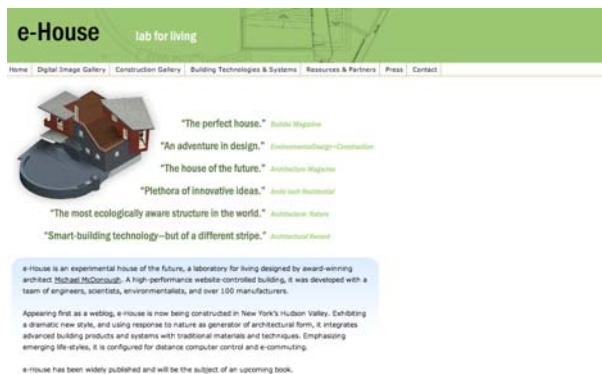 e-House
lab for living
Home Digital Image Gallery Construction Gallery Building Technologies & Systems Resources & Partners Press Contact
"The perfect house." Builder Magazine
"An adventure in design." EnvironmentalDesign+Construction
"The house of the future." Architecture Magazine
"Plethora of innovative ideas." Residential
"The most ecologically aware structure in the world." Architecture: Nature
"Smart-building technology—but of a different stripe." Architectural Record
e-House is an experimental house of the future, a laboratory for living designed by award-winning
architect Michael McDonough. A high-performance website-controlled building, it was developed with a
team of engineers, scientists, environmentalists, and over 100 manufacturers.
Appearing first as a weblog, e-House is now being constructed in New York's Hudson Valley. Exhibiting
a dramatic new style, and using response to nature as generator of architectural form, it integrates
advanced building products and systems with traditional materials and techniques. Emphasizing
emerging life-styles, it is configured for distance computer control and e-commuting.
e-House has been widely published and will be the subject of an upcoming book.